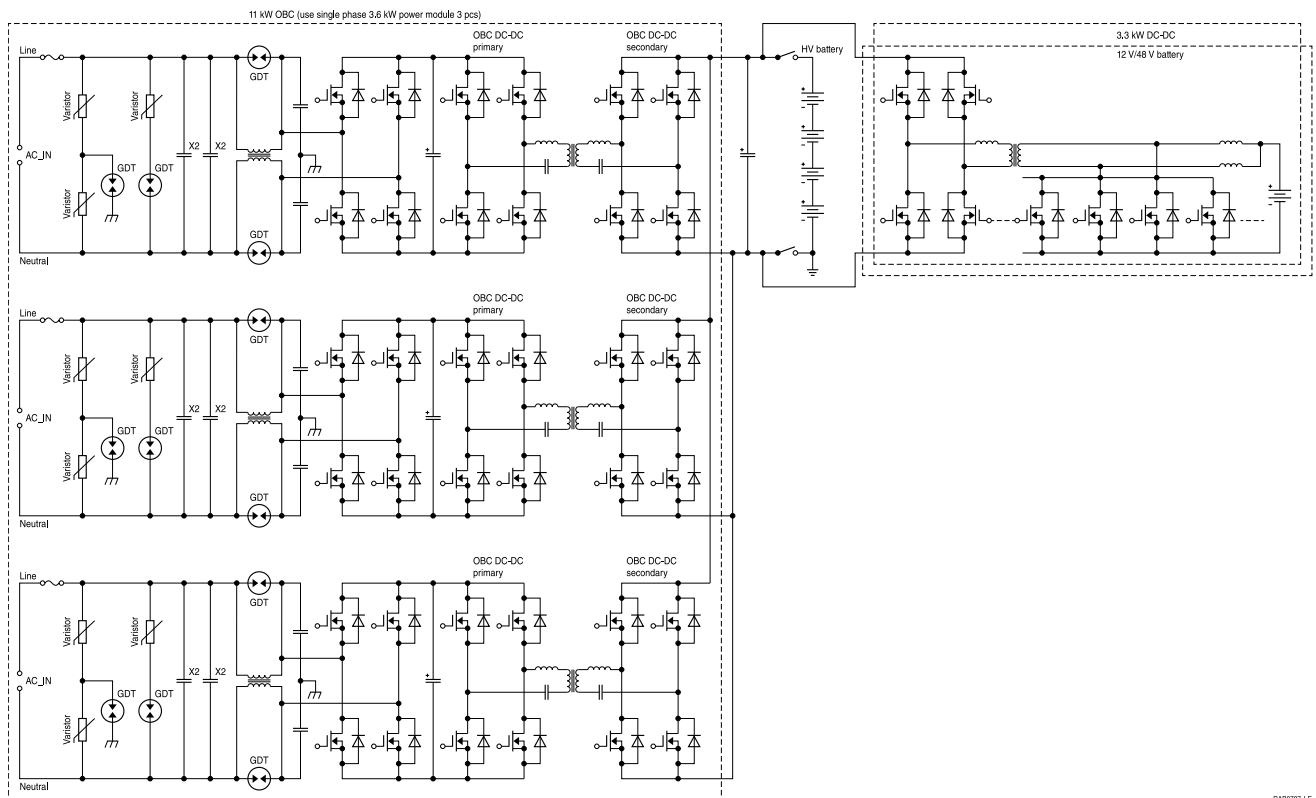 11 kW OBC (use single phase 3.6 kW power module 3 pcs)
Line
GDT
OBC DC-DC
primary
OBC DC-DC
secondary
HV battery
3.3 kW DC-DC
12 V/48 V battery
Varistor
Varistor
AC_IN
X2
X2
GDT
GDT
Varistor
GDT
Neutral
Line
GDT
OBC DC-DC
primary
OBC DC-DC
secondary
Varistor
Varistor
AC_IN
X2
X2
GDT
GDT
Varistor
GDT
Neutral
Line
GDT
OBC DC-DC
primary
OBC DC-DC
secondary
Varistor
Varistor
AC_IN
X2
X2
GDT
GDT
Varistor
GDT
Neutral